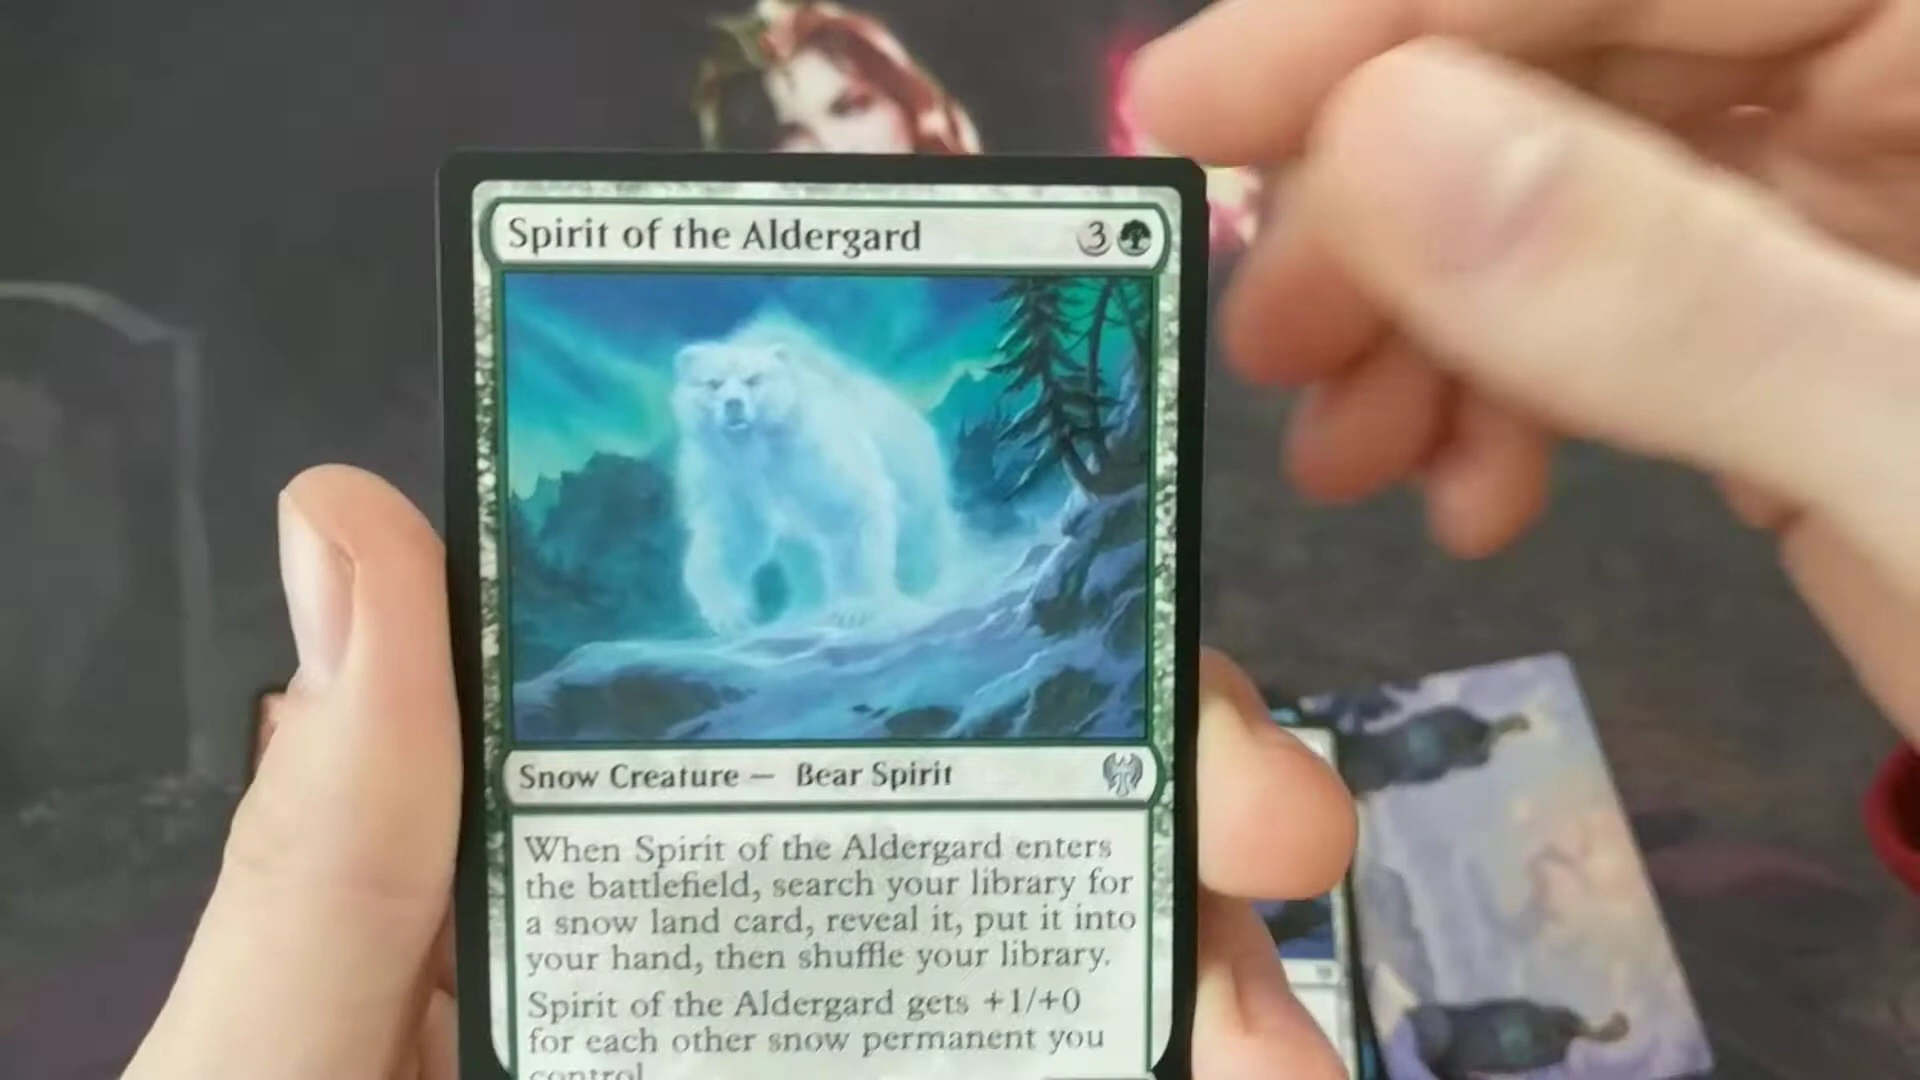 Spirit of the Aldergard 3
Snow Creature — Bear Spirit
When Spirit of the Aldergard enters
the battlefield, search your library for
a snow land card, reveal it, put it into
your hand, then shuffle your library.
Spirit of the Aldergard gets +1/+0
for each other snow permanent you
control.